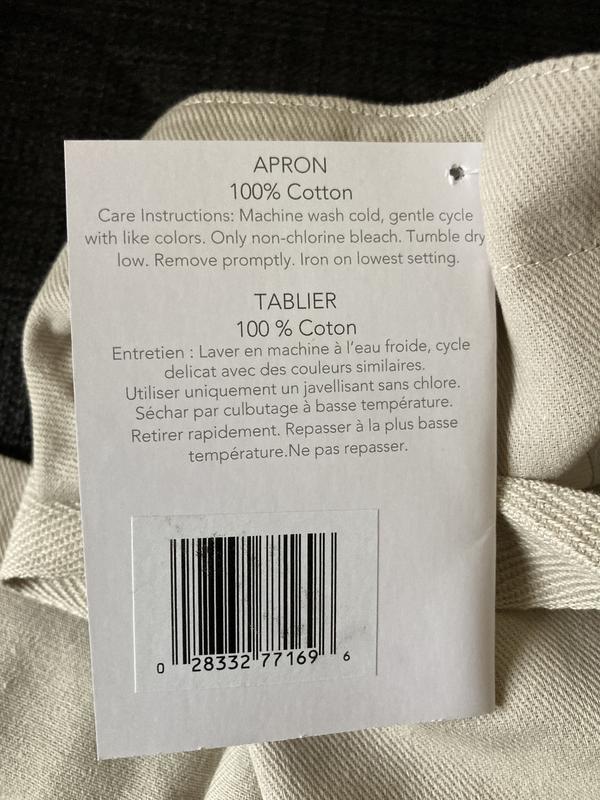 APRON
100% Cotton
Care Instructions: Machine wash cold, gentle cycle
with like colors. Only non-chlorine bleach. Tumble dry
low. Remove promptly. Iron on lowest setting.
TABLIER
100 % Coton
Entretien : Laver en machine à l'eau froide, cycle
delicat avec des couleurs similaires.
Utiliser uniquement un javellisant sans chlore.
Séchar par culbutage à basse température.
Retirer rapidement. Repasser à la plus basse
température.Ne pas repasser.
0 28332 77169 6